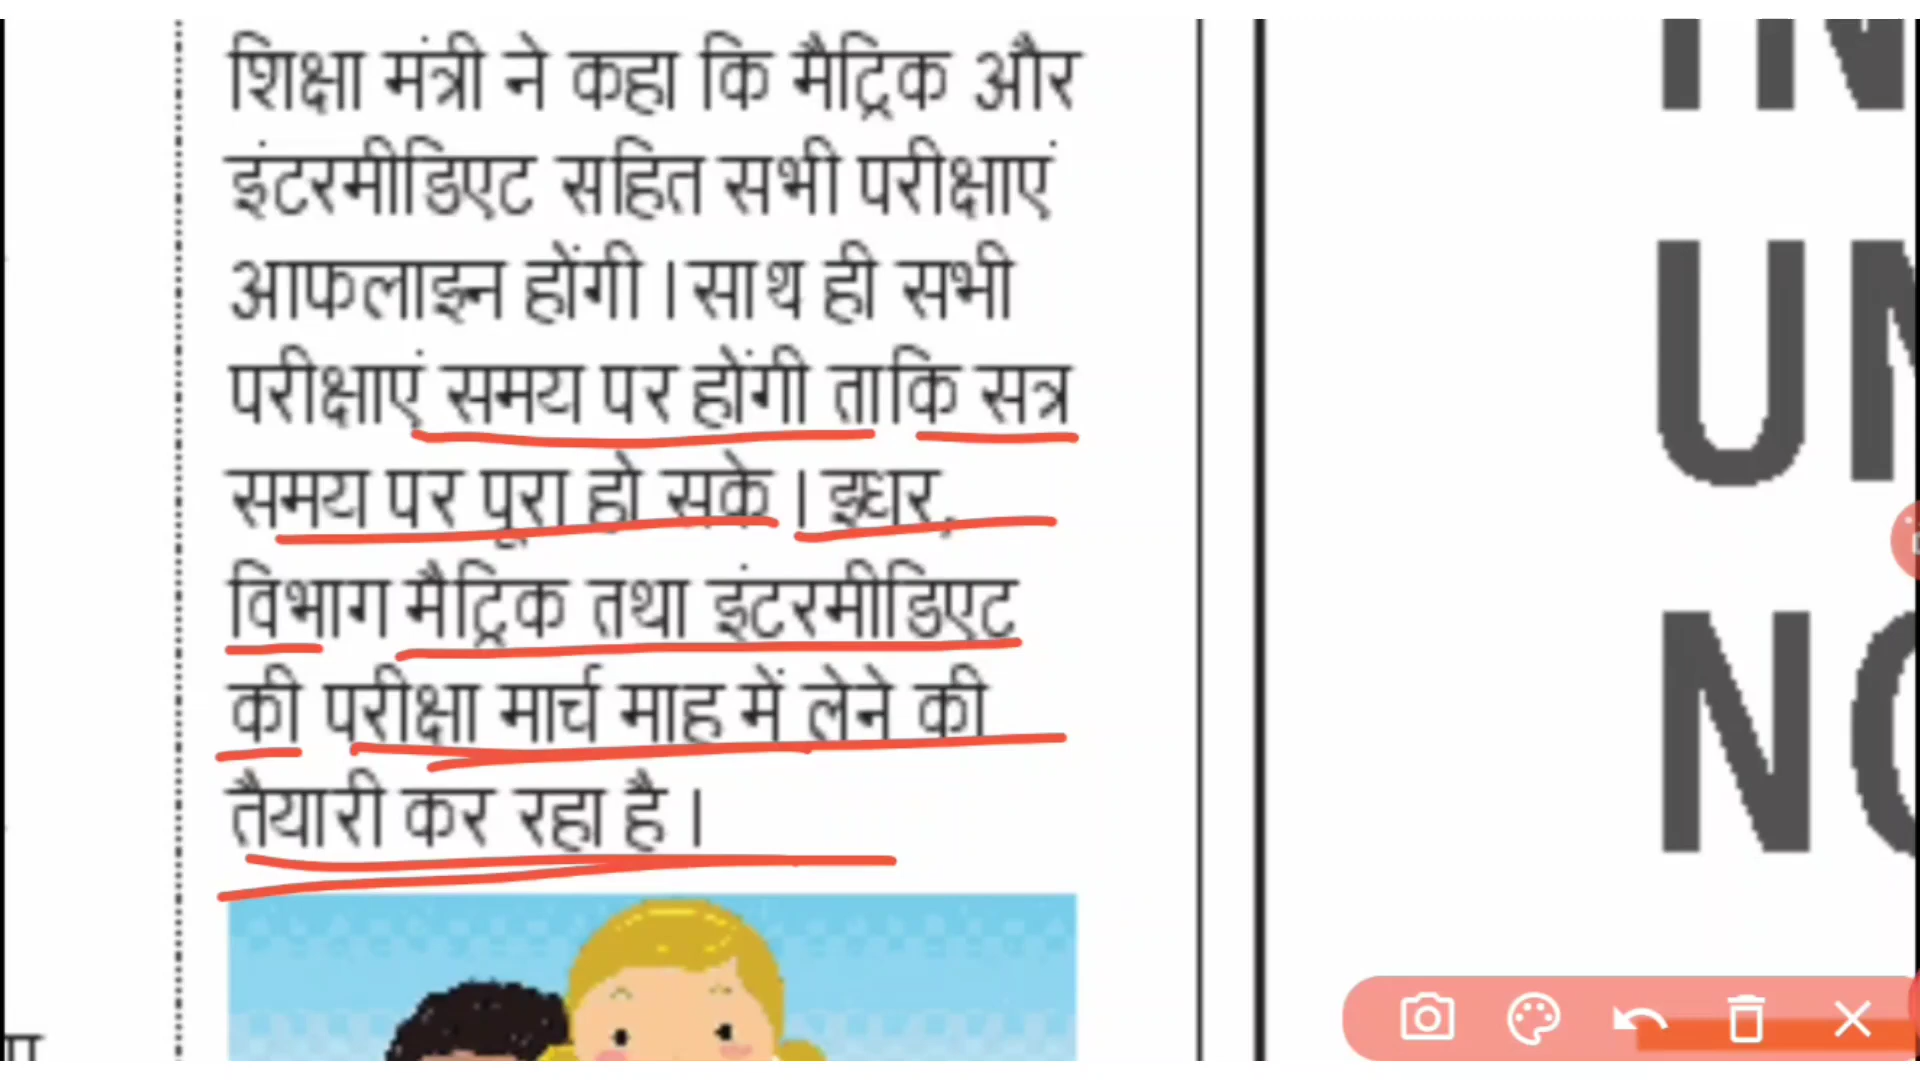 शिक्षा मंत्री ने कहा कि मैट्रिक और
इंटरमीडिएट सहित सभी परीक्षाएं
आफलाइन होंगी । साथ ही सभी
परीक्षाएं समय पर होंगी ताकि सत्र
समय पर पूरा हो सके । इधर,
विभाग मैट्रिक तथा इंटरमीडिएट
की परीक्षा मार्च माह में लेने की
तैयारी कर रहा है ।